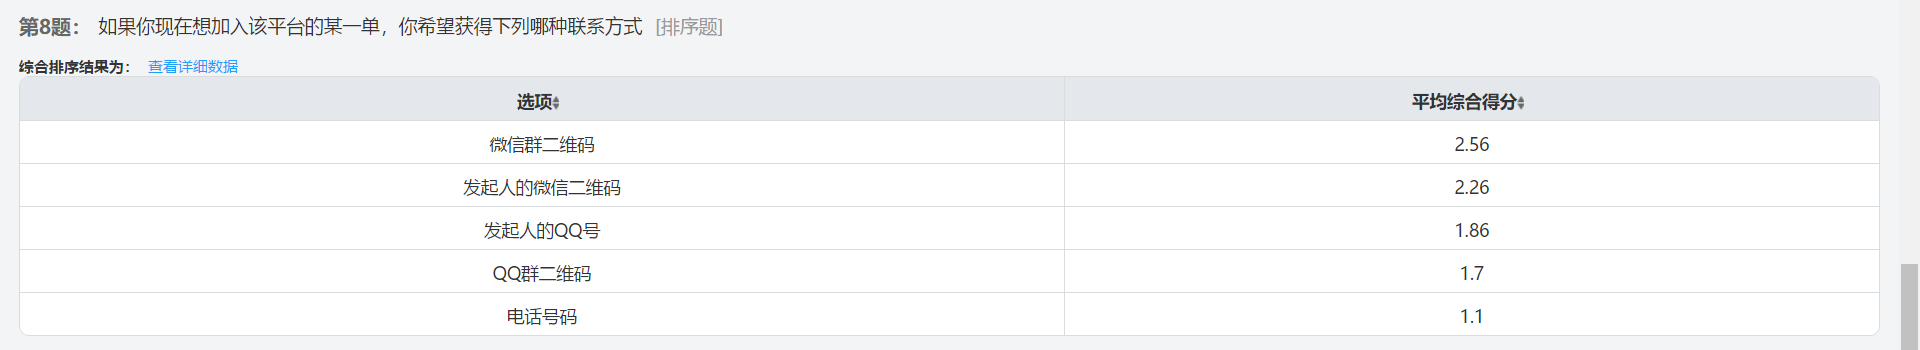 第8题： 如果你现在想加入该平台的某一单，你希望获得下列哪种联系方式 [排序题]
综合排序结果为： 查看详细数据
选项 平均综合得分
微信群二维码 2.56
发起人的微信二维码 2.26
发起人的QQ号 1.86
QQ群二维码 1.7
电话号码 1.1